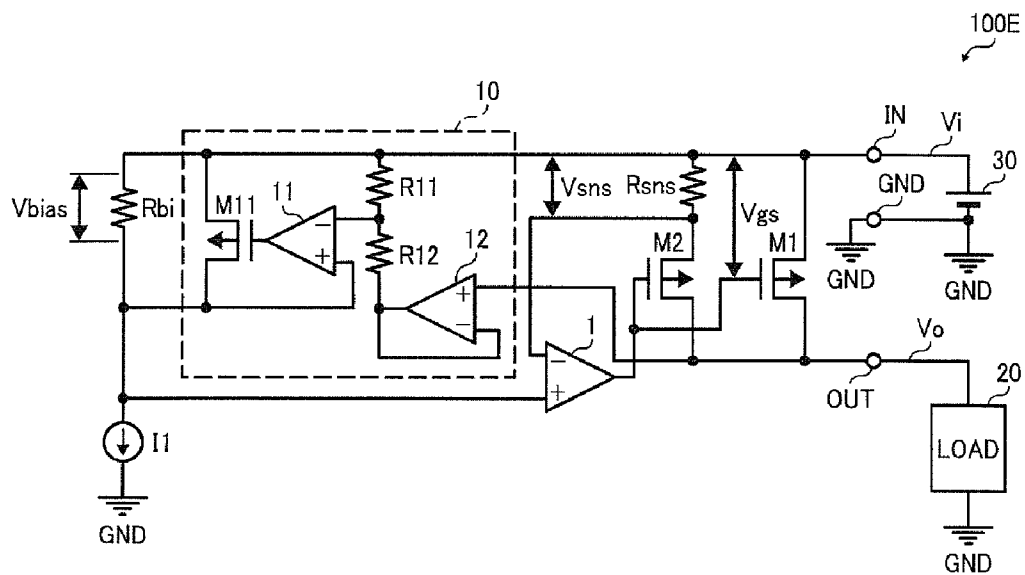 100E
10
IN
Vi
30
GND
Vbias
Rbi
M11
11
R11
Vsns
Rsns
Vgs
R12
12
M2
M1
GND
GND
1
Vo
OUT
20
LOAD
I1
GND
GND
−
+
+
−
−
+